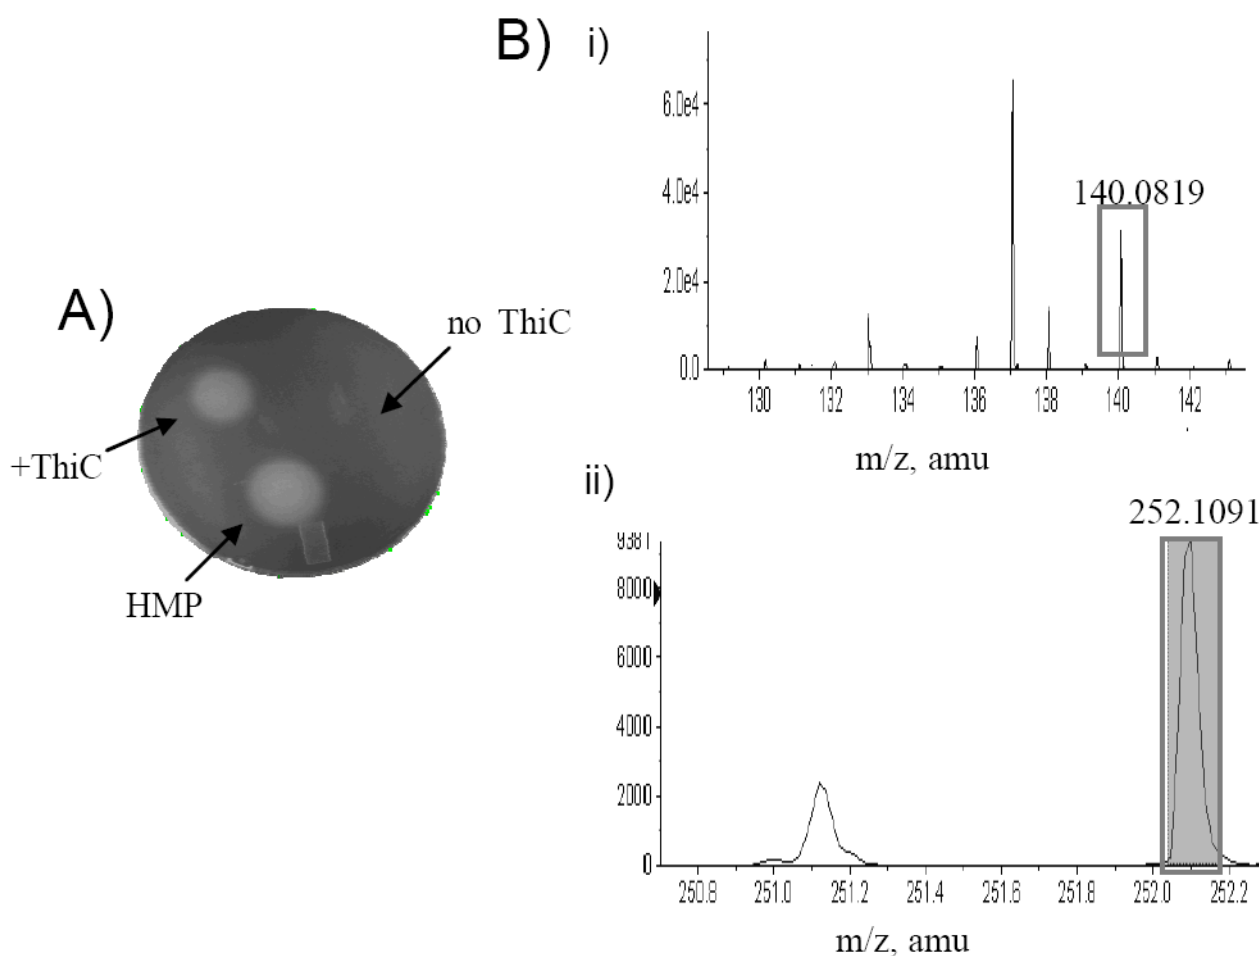 A)
no ThiC
+ThiC
HMP
B) i)
6.0e4
4.0e4
2.0e4
0.0
140.0819
130 132 134 136 138 140 142
m/z, amu
ii)
252.1091
9381
8000
6000
4000
2000
0
250.8 251.0 251.2 251.4 251.6 251.8 252.0 252.2
m/z, amu